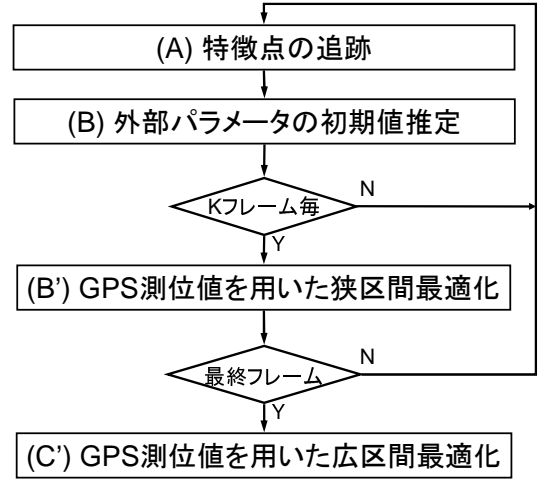 (A) 特徴点の追跡
(B) 外部パラメータの初期値推定
Kフレーム毎
N
Y
(B') GPS測位値を用いた狭区間最適化
最終フレーム
N
Y
(C') GPS測位値を用いた広区間最適化